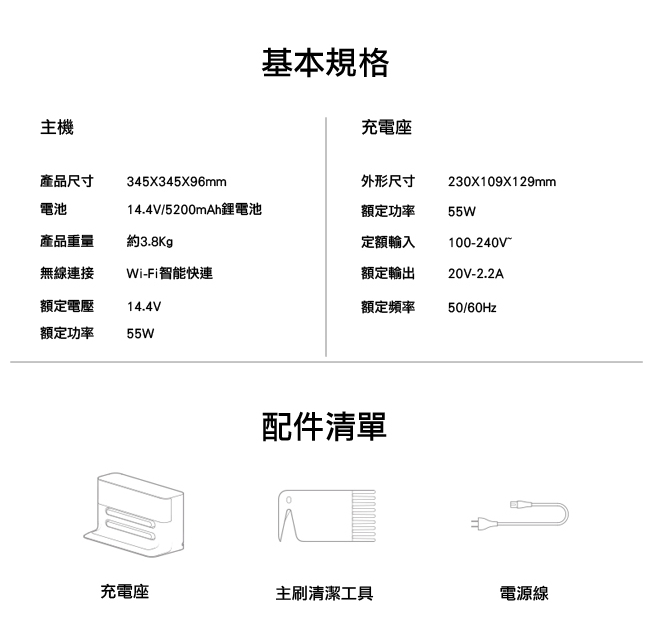 基本規格
主機
產品尺寸 345X345X96mm
電池 14.4V/5200mAh鋰電池
產品重量 約3.8Kg
無線連接 Wi-Fi智能快連
額定電壓 14.4V
額定功率 55W
充電座
外形尺寸 230X109X129mm
額定功率 55W
定額輸入 100-240V~
額定輸出 20V-2.2A
額定頻率 50/60Hz
配件清單
充電座
主刷清潔工具
電源線